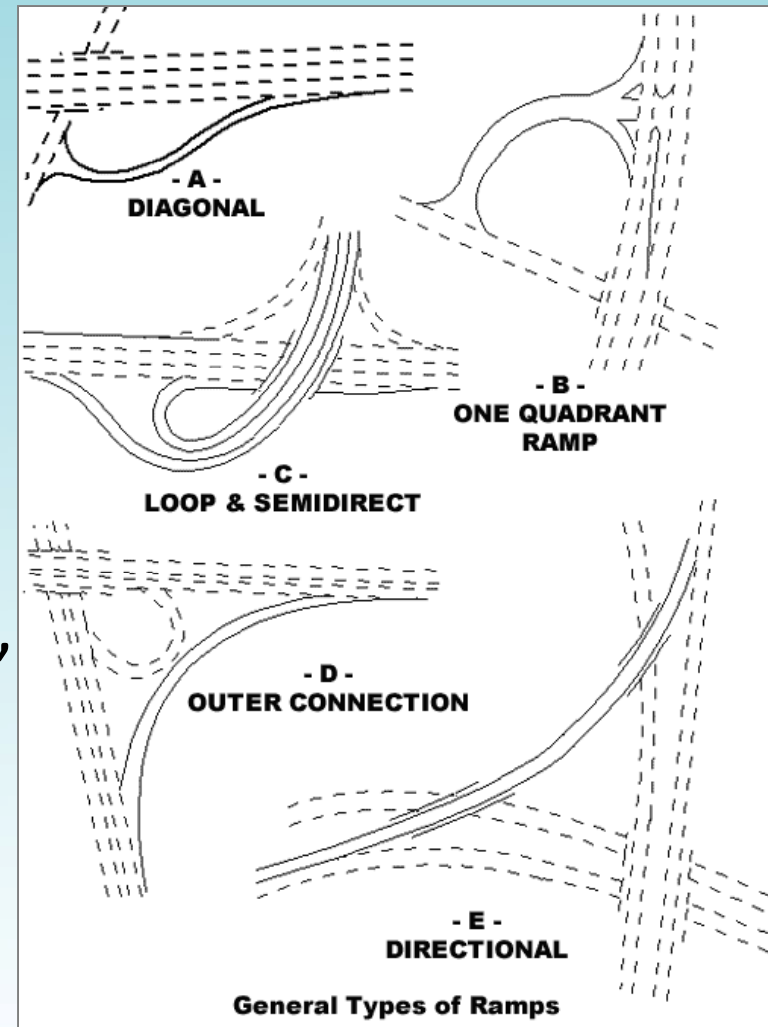 - A -
DIAGONAL
- B -
ONE QUADRANT
RAMP
- C -
LOOP & SEMIDIRECT
- D -
OUTER CONNECTION
- E -
DIRECTIONAL
General Types of Ramps
,